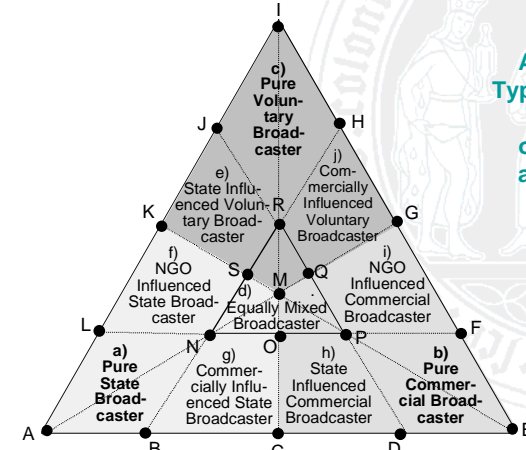 I
c)
Pure
Volun-
tary
Broad-
caster
J
H
A
Typ
c
a
e)
State Influ-
enced Volun-
tary Broad-
caster
R
j)
Com-
mercially
Influenced
Voluntary
Broadcaster
K
G
f)
NGO
Influenced
State Broad-
caster
S
M
Q
d)
Equally Mixed
Broadcaster
i)
NGO
Influenced
Commercial
Broadcaster
L
N
O
P
F
a)
Pure
State
Broad-
caster
g)
Commer-
cially Influ-
enced State
Broadcaster
h)
State
Influenced
Commercial
Broadcaster
b)
Pure
Commer-
cial Broad-
caster
A
B
C
D
E